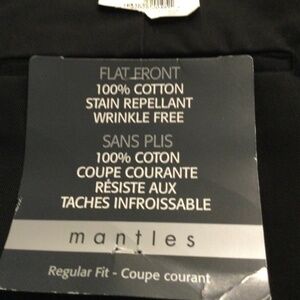 FLAT FRONT
100% COTTON
STAIN REPELLANT
WRINKLE FREE
SANS PLIS
100% COTON
COUPE COURANTE
RÉSISTE AUX
TACHES INFROISSABLE
mantles
Regular Fit - Coupe courant